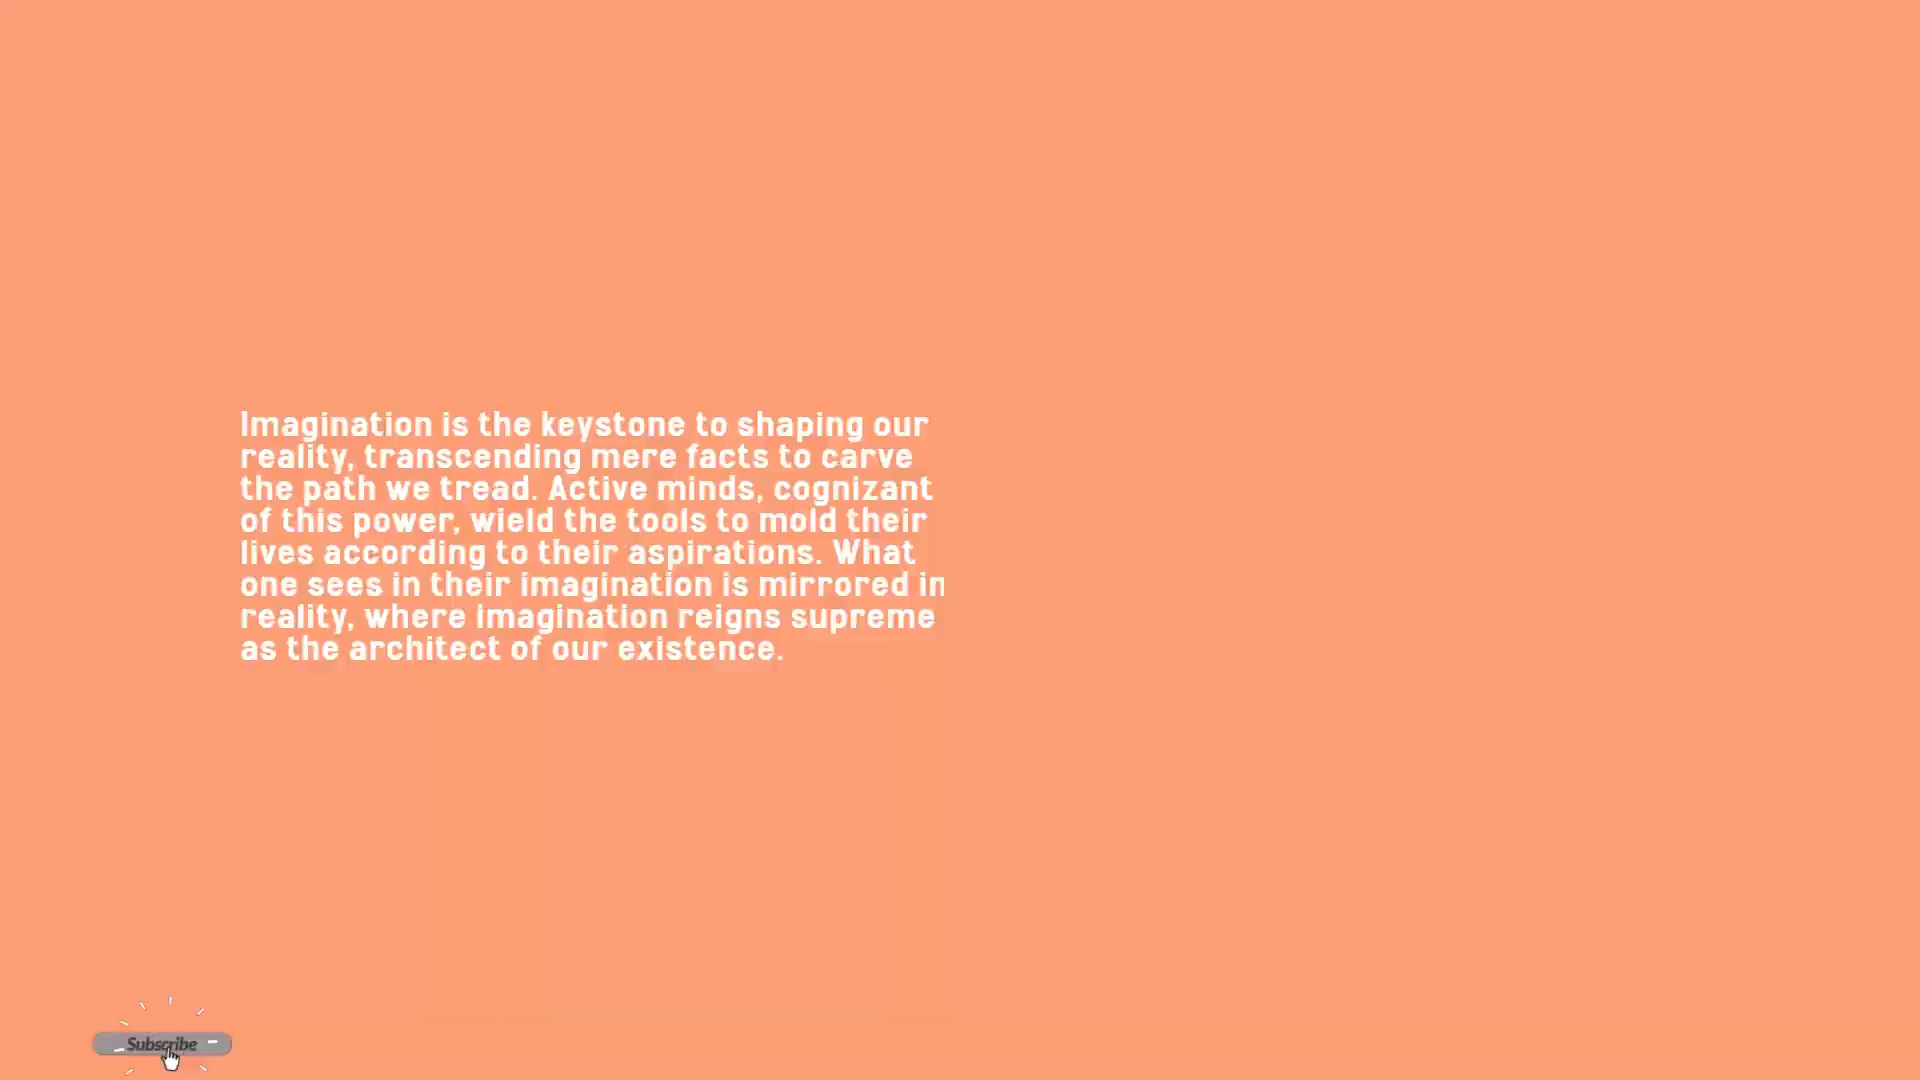 Imagination is the keystone to shaping our
reality, transcending mere facts to carve
the path we tread. Active minds, cognizant
of this power, wield the tools to mold their
lives according to their aspirations. What
one sees in their imagination is mirrored in
reality, where imagination reigns supreme
as the architect of our existence.
Subscribe